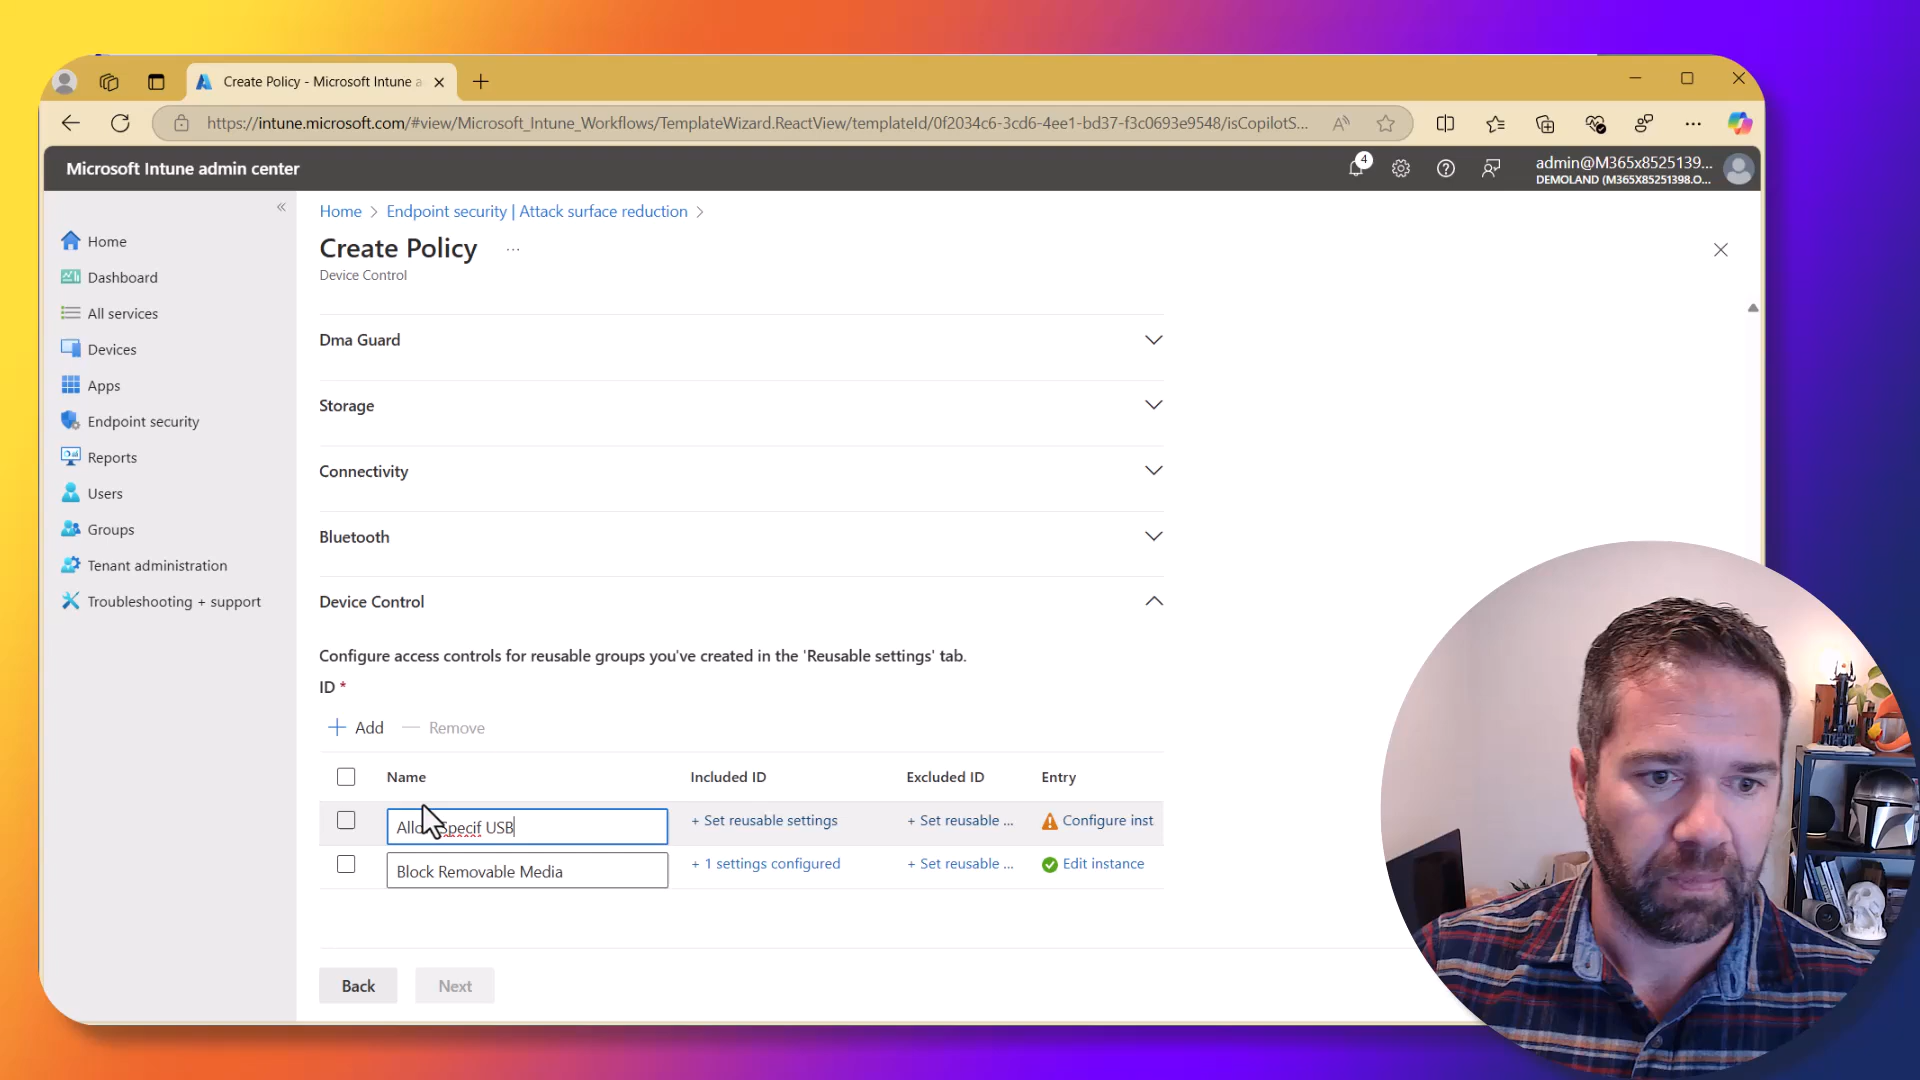 Create Policy - Microsoft Intune a
https://intune.microsoft.com/#view/Microsoft_Intune_Workflows/TemplateWizard.ReactView/templateId/0f2034c6-3cd6-4ee1-bd37-f3c0693e9548/isCopilotS...
Microsoft Intune admin center
4
admin@M365x8525139...
DEMOLAND (M365X85251398.O...
Home
Dashboard
All services
Devices
Apps
Endpoint security
Reports
Users
Groups
Tenant administration
Troubleshooting + support
Home > Endpoint security | Attack surface reduction >
Create Policy ...
Device Control
Dma Guard
Storage
Connectivity
Bluetooth
Device Control
Configure access controls for reusable groups you've created in the 'Reusable settings' tab.
ID *
+ Add — Remove
Name Included ID Excluded ID Entry
Specif USB + Set reusable settings + Set reusable ... Configure inst
Block Removable Media + 1 settings configured + Set reusable ... Edit instance
Back Next